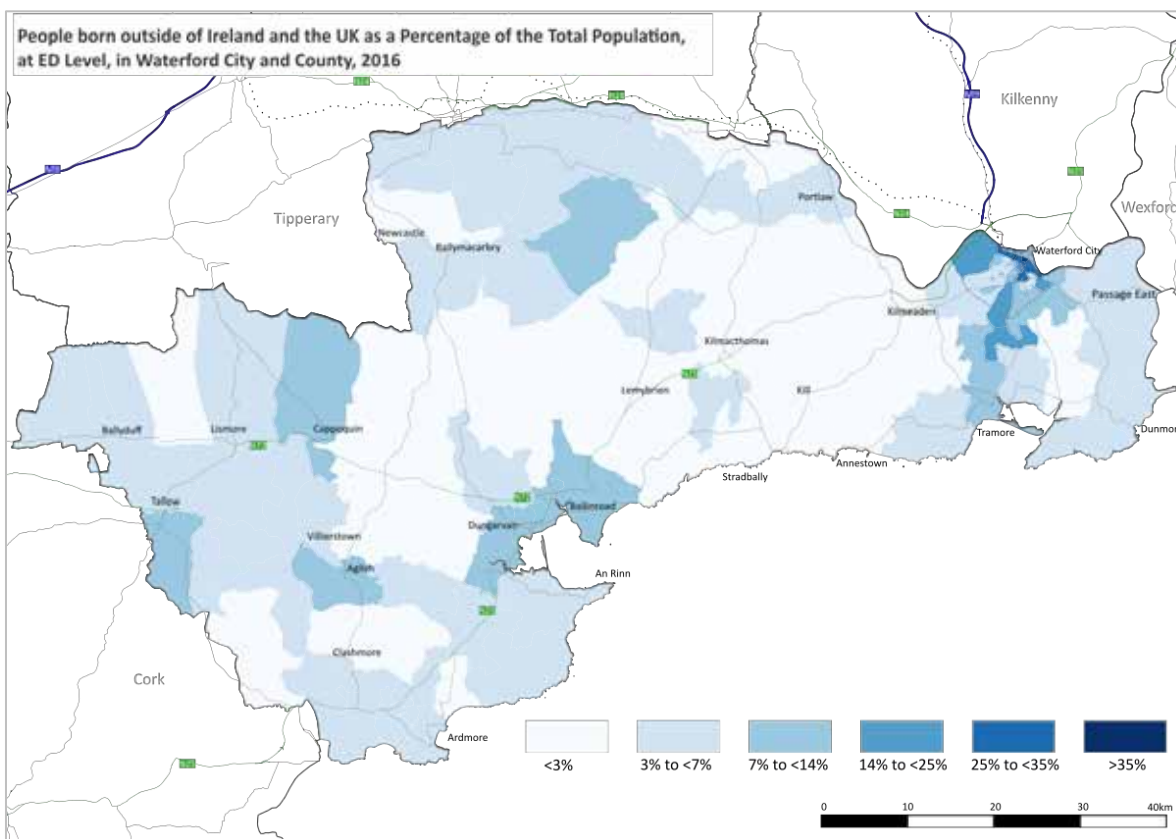 People born outside of Ireland and the UK as a Percentage of the Total Population,
at ED Level, in Waterford City and County, 2016
Kilkenny
Tipperary
Wexford
Portlaw
Newcastle
Ballymacarbry
Waterford City
Passage East
Kilmeaden
Kilmacthomas
Lemybrien
Kill
Ballyduff
Lismore
Cappoquin
Tramore
Dunmo
Annestown
Stradbally
Tallow
Ballinroad
Dungarvan
Villierstown
Aglish
An Rinn
Clashmore
Cork
Ardmore
<3%
3% to <7%
7% to <14%
14% to <25%
25% to <35%
>35%
0 10 20 30 40km